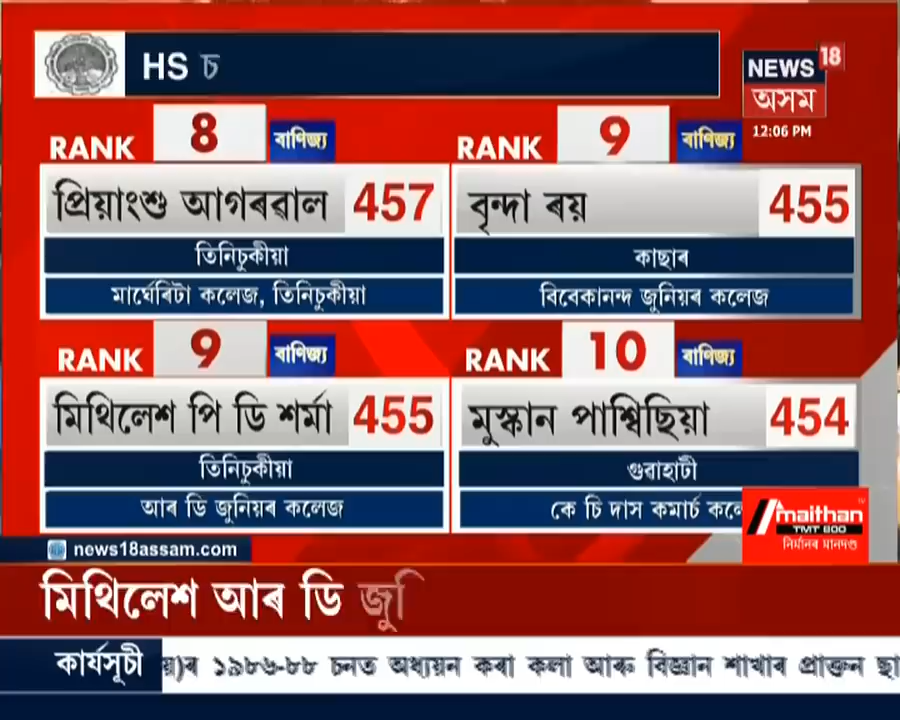 HS চ
NEWS 18
অসম
12:06 PM
RANK 8 বাণিজ্য
প্ৰিয়াংশু আগৰৱাল 457
তিনিচুকীয়া
মাৰ্ঘেৰিটা কলেজ, তিনিচুকীয়া
RANK 9 বাণিজ্য
বৃন্দা ৰয় 455
কাছাৰ
বিবেকানন্দ জুনিয়ৰ কলেজ
RANK 9 বাণিজ্য
মিথিলেশ পি ডি শৰ্মা 455
তিনিচুকীয়া
আৰ ডি জুনিয়ৰ কলেজ
RANK 10 বাণিজ্য
মুস্কান পাশ্বিছিয়া 454
গুৱাহাটী
কে চি দাস কমাৰ্চ কলে
maithan
TMT 600
নিৰ্মানৰ মানদণ্ড
news18assam.com
মিথিলেশ আৰ ডি জুি
কাৰ্যসূচী য়)ৰ ১৯৮৬-৮৮ চনত অধ্যয়ন কৰা কলা আৰু বিজ্ঞান শাখাৰ প্ৰাক্তন ছা